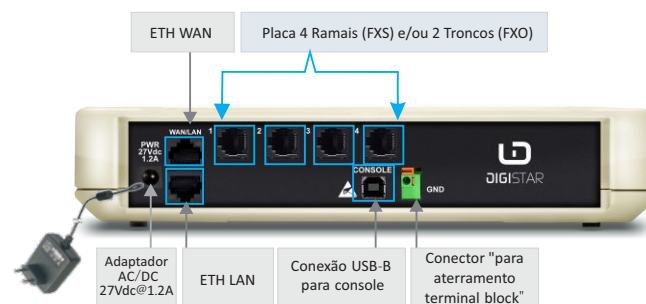 ETH WAN
Placa 4 Ramais (FXS) e/ou 2 Troncos (FXO)
WAN/LAN
1
2
3
4
PWR
27Vdc
1.2A
CONSOLE
GND
DIGISTAR
Adaptador
AC/DC
27Vdc@1.2A
ETH LAN
Conexão USB-B
para console
Conector "para
aterramento
terminal block"